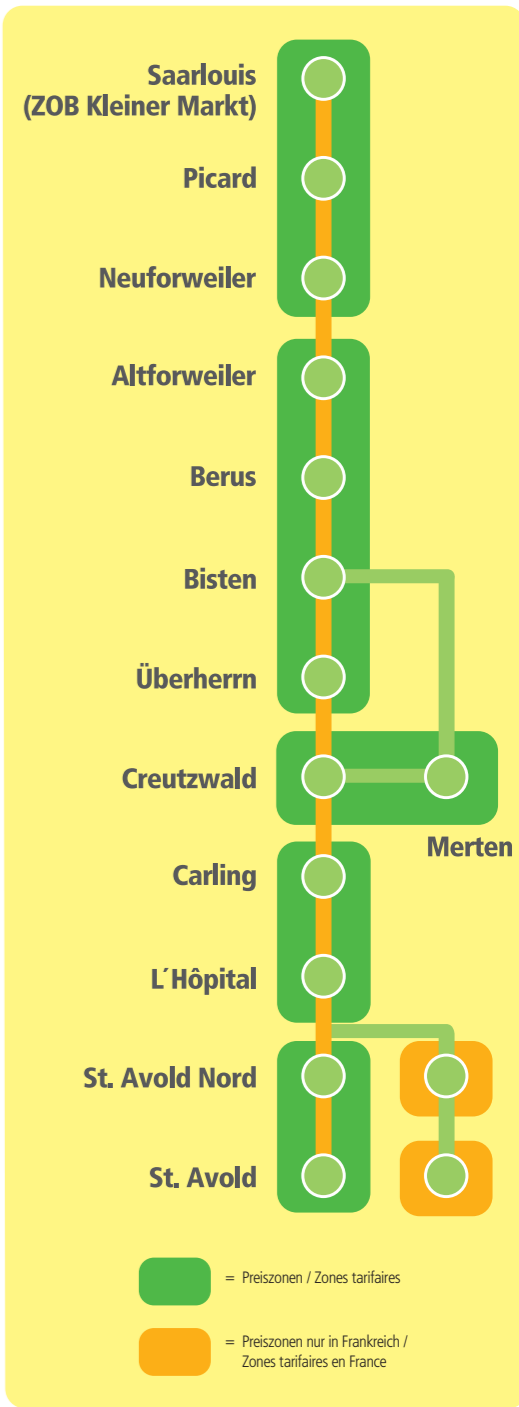 Saarlouis
(ZOB Kleiner Markt)
Picard
Neuforweiler
Altforweiler
Berus
Bisten
Überherrn
Creutzwald
Merten
Carling
L´Hôpital
St. Avold Nord
St. Avold
= Preiszonen / Zones tarifaires
= Preiszonen nur in Frankreich /
Zones tarifaires en France